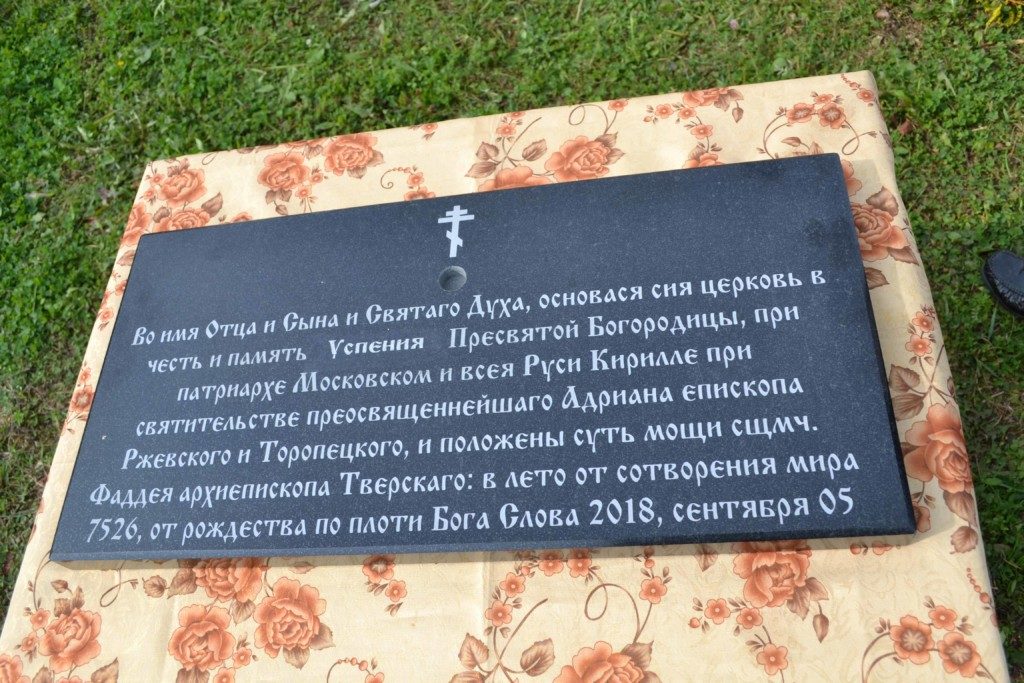 Во имя Отца и Сына и Святаго Духа, основася сия церковь в
честь и память Успения Пресвятой Богородицы, при
патриархе Московском и всея Руси Кирилле при
святительстве преосвященнейшаго Адриана епископа
Ржевского и Торопецкого, и положены суть мощи сщмч.
Фаддея архиепископа Тверскаго: в лето от сотворения мира
7526, от рождества по плоти Бога Слова 2018, сентября 05